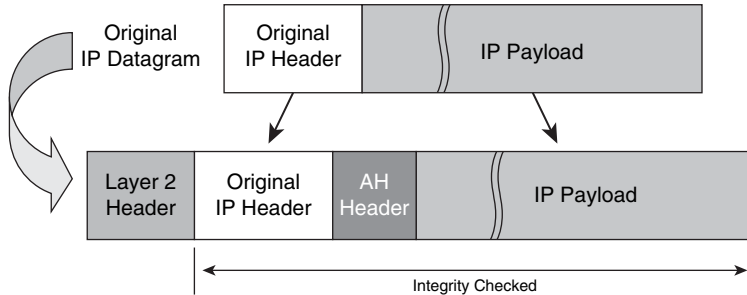 Original
IP Datagram
Original
IP Header
IP Payload
Layer 2
Header
Original
IP Header
AH
Header
IP Payload
Integrity Checked